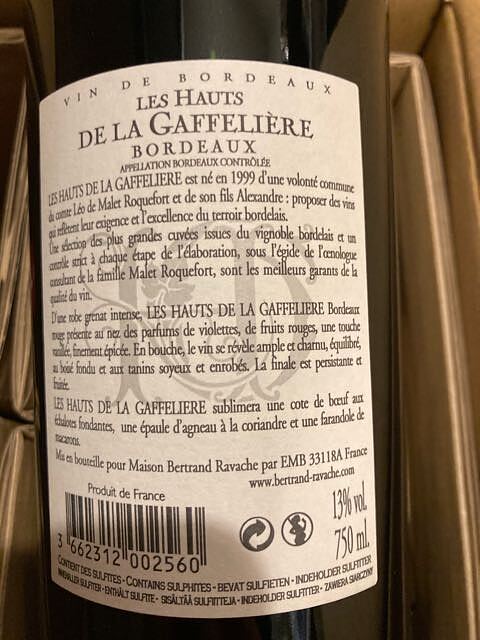 VIN DE BORDEAUX
LES HAUTS
DE LA GAFFELIÈRE
BORDEAUX
APPELLATION BORDEAUX CONTRÔLÉE
LES HAUTS DE LA GAFFELIERE est né en 1999 d'une volonté commune
du comte Léo de Malet Roquefort et de son fils Alexandre : proposer des vins
qui reflètent leur exigence et l'excellence du terroir bordelais.
Une sélection des plus grandes cuvées issues du vignoble bordelais et un
contrôle strict à chaque étape de l'élaboration, sous l'égide de l'œnologue
consultant de la famille Malet Roquefort, sont les meilleurs garants de la
qualité du vin.
D'une robe grenat intense, LES HAUTS DE LA GAFFELIERE Bordeaux
rouge présente au nez des parfums de violettes, de fruits rouges, une touche
vanillée, finement épicée. En bouche, le vin se révèle ample et charnu, équilibré,
au boisé fondu et aux tanins soyeux et enrobés. La finale est persistante et
fruitée.
LES HAUTS DE LA GAFFELIERE sublimera une cote de bœuf aux
échalotes fondantes, une épaule d'agneau à la coriandre et une farandole de
macarons.
Mis en bouteille pour Maison Bertrand Ravache par EMB 33118A France
www.bertrand-ravache.com
Produit de France
13% vol.
750 ml.
3 662312 002560
CONTIENT DES SULFITES - CONTAINS SULPHITES - BEVAT SULFIETEN - INDEHOLDER SULFITTER
INNEHALLER SULFITER - ENTHÄLT SULFITE - SISÄLTÄÄ SULFIITTEJA - INDEHOLDER SULFITTER - ZAWIERA SIARCZYNY